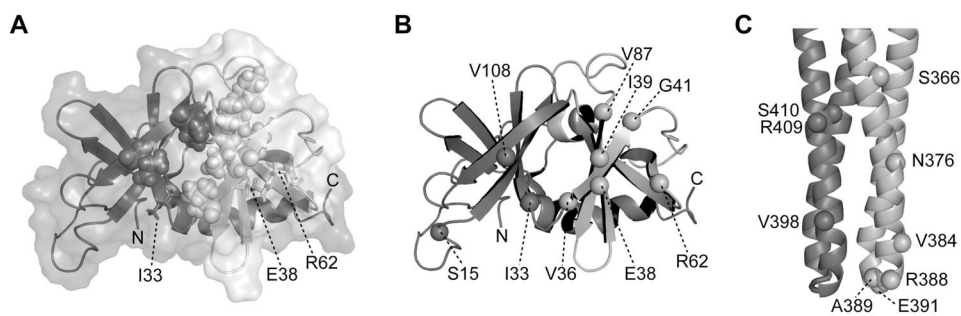 A
I33
N
E38
R62
C
B
V108
V87
I39
G41
S15
N
I33
V36
E38
R62
C
C
S366
S410
R409
N376
V398
V384
R388
A389
E391